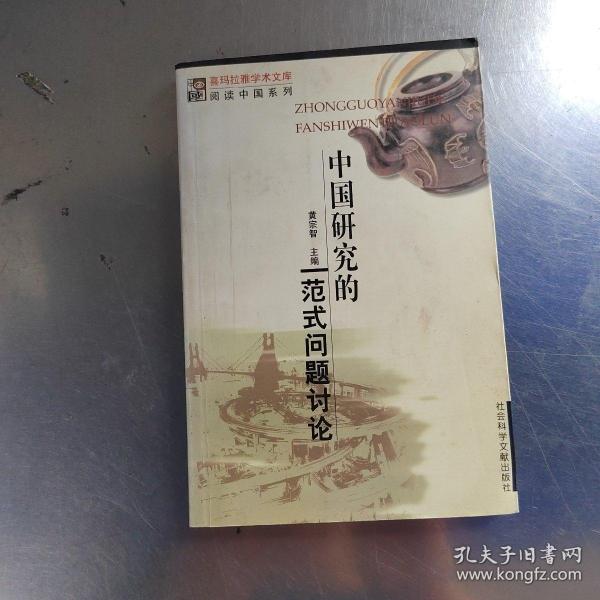 喜玛拉雅学术文库
阅读中国系列
ZHONGGUOYANJIUDE
FANSHIWENTITAOLUN
中国研究的
黄宗智 主编
范式问题讨论
社会科学文献出版社
孔夫子旧书网
www.kongfz.com